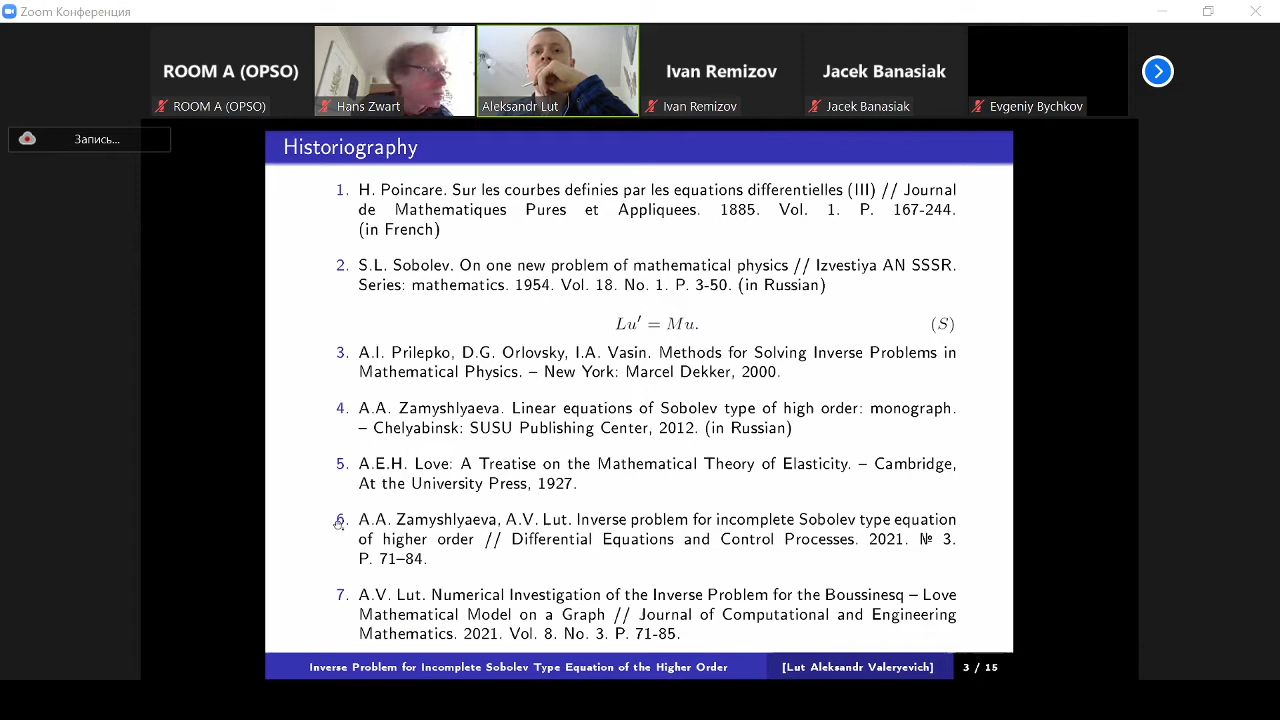 Zoom Конференция
ROOM A (OPSO)
Ivan Remizov
Jacek Banasiak
ROOM A (OPSO)
Hans Zwart
Aleksandr Lut
Ivan Remizov
Jacek Banasiak
Evgeniy Bychkov
Запись...
Historiography
1. H. Poincare. Sur les courbes definies par les equations differentielles (III) // Journal
de Mathematiques Pures et Appliquees. 1885. Vol. 1. P. 167-244.
(in French)
2. S.L. Sobolev. On one new problem of mathematical physics // Izvestiya AN SSSR.
Series: mathematics. 1954. Vol. 18. No. 1. P. 3-50. (in Russian)
Lu′ = Mu. (S)
3. A.I. Prilepko, D.G. Orlovsky, I.A. Vasin. Methods for Solving Inverse Problems in
Mathematical Physics. – New York: Marcel Dekker, 2000.
4. A.A. Zamyshlyaeva. Linear equations of Sobolev type of high order: monograph.
– Chelyabinsk: SUSU Publishing Center, 2012. (in Russian)
5. A.E.H. Love: A Treatise on the Mathematical Theory of Elasticity. – Cambridge,
At the University Press, 1927.
6. A.A. Zamyshlyaeva, A.V. Lut. Inverse problem for incomplete Sobolev type equation
of higher order // Differential Equations and Control Processes. 2021. № 3.
P. 71–84.
7. A.V. Lut. Numerical Investigation of the Inverse Problem for the Boussinesq – Love
Mathematical Model on a Graph // Journal of Computational and Engineering
Mathematics. 2021. Vol. 8. No. 3. P. 71-85.
Inverse Problem for Incomplete Sobolev Type Equation of the Higher Order [Lut Aleksandr Valeryevich] 3 / 15